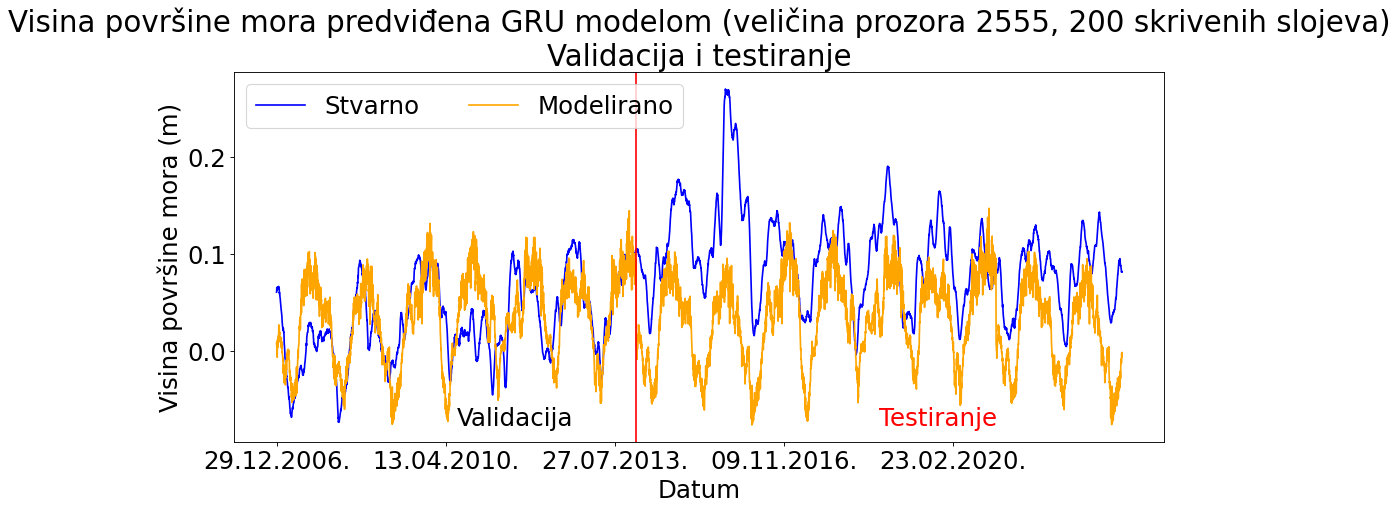 Visina površine mora predviđena GRU modelom (veličina prozora 2555, 200 skrivenih slojeva)
Validacija i testiranje
Stvarno
Modelirano
Visina površine mora (m)
0.2
0.1
0.0
Validacija
Testiranje
29.12.2006.
13.04.2010.
27.07.2013.
09.11.2016.
23.02.2020.
Datum